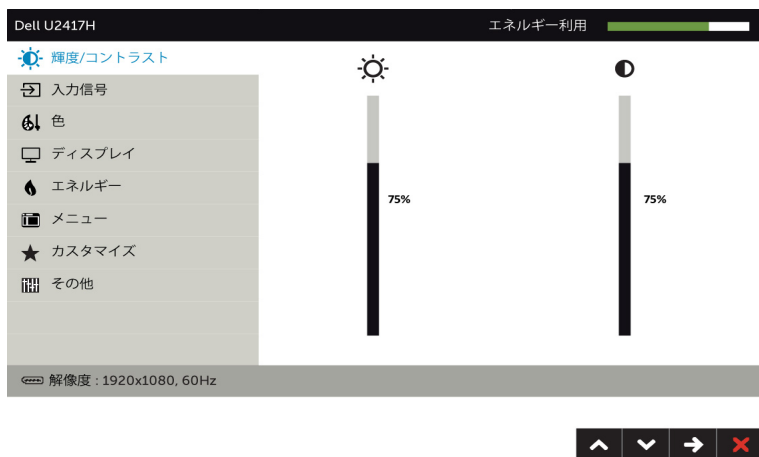 Dell U2417H エネルギー利用
輝度/コントラスト
入力信号
色
ディスプレイ
エネルギー
メニュー
カスタマイズ
その他
75% 75%
解像度 : 1920x1080, 60Hz